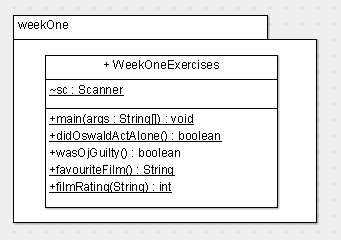 weekOne
+ WeekOneExercises
~sc : Scanner
+main(args : String[]) : void
+didOswaldActAlone() : boolean
+wasOjGuilty() : boolean
+favouriteFilm() : String
+filmRating(String) : int